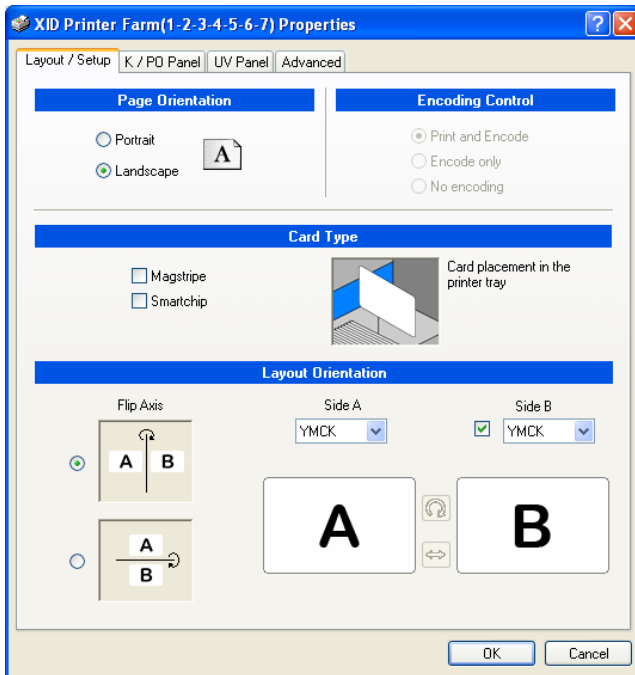 XID Printer Farm(1-2-3-4-5-6-7) Properties
Layout / Setup K / PO Panel UV Panel Advanced
Page Orientation
Portrait
Landscape
A
Encoding Control
Print and Encode
Encode only
No encoding
Card Type
Magstripe
Smartchip
Card placement in the
printer tray
Layout Orientation
Flip Axis
A B
A
B
Side A
YMCK
Side B
YMCK
A
B
OK Cancel